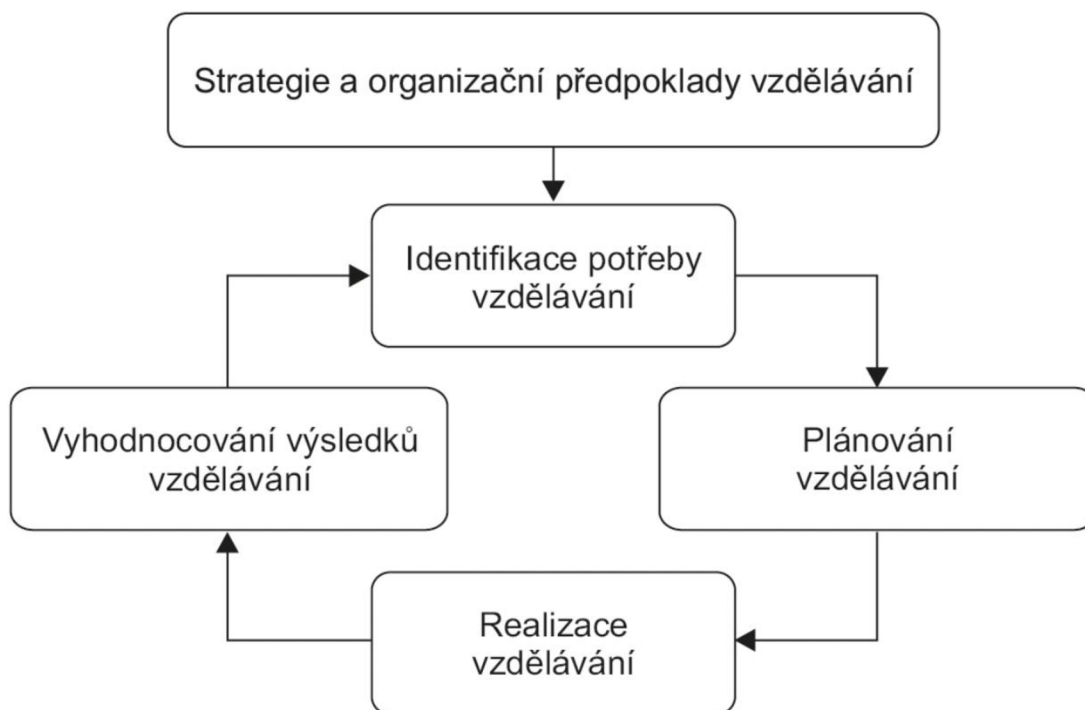 Strategie a organizační předpoklady vzdělávání
Identifikace potřeby
vzdělávání
Vyhodnocování výsledků
vzdělávání
Plánování
vzdělávání
Realizace
vzdělávání